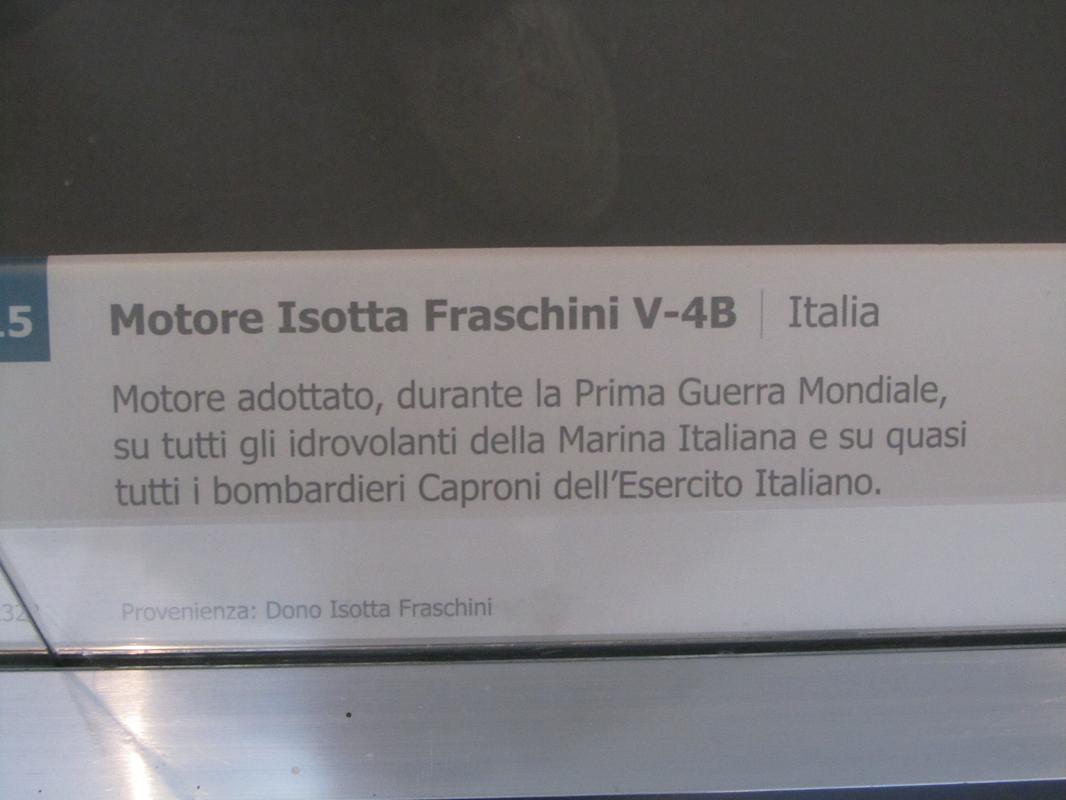 15
Motore Isotta Fraschini V-4B | Italia
Motore adottato, durante la Prima Guerra Mondiale,
su tutti gli idrovolanti della Marina Italiana e su quasi
tutti i bombardieri Caproni dell'Esercito Italiano.
Provenienza: Dono Isotta Fraschini